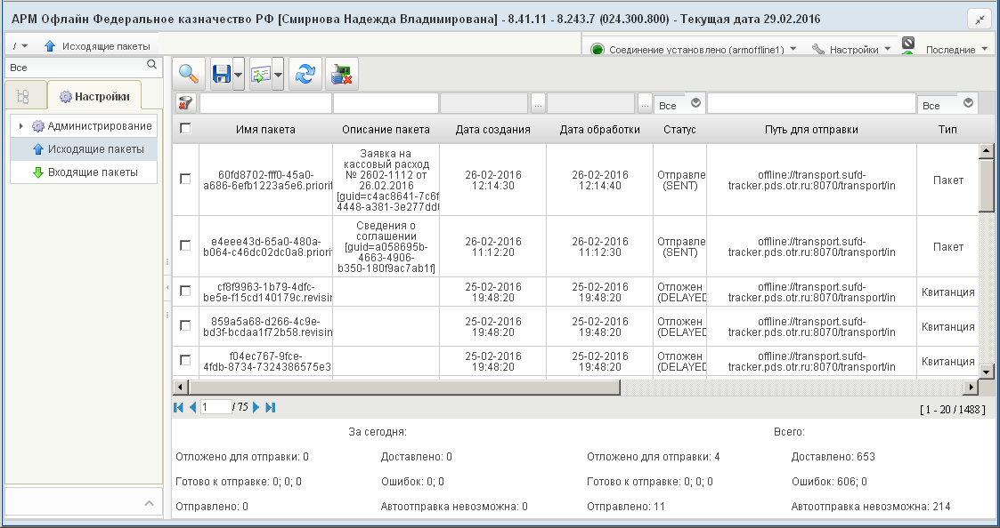 АРМ Офлайн Федеральное казначество РФ [Смирнова Надежда Владимирована] - 8.41.11 - 8.243.7 (024.300.800) - Текущая дата 29.02.2016
/ Исходящие пакеты
Соединение установлено (armoffline1) Настройки Последние
Все
Настройки
Администрирование
Исходящие пакеты
Входящие пакеты
... ... Все Все
Имя пакета Описание пакета Дата создания Дата обработки Статус Путь для отправки Тип
60fd8702-fff0-45a0-
a686-6efb1223a5e6.priorit
Заявка на
кассовый расход
№ 2602-1112 от
26.02.2016
[guid=c4ac8641-7c6f
4448-a381-3e277dd0
26-02-2016
12:14:30
26-02-2016
12:14:40
Отправле
(SENT)
offline://transport.sufd-
tracker.pds.otr.ru:8070/transport/in
Пакет
e4eee43d-65a0-480a-
b064-c46dc02dc0a8.priorit
Сведения о
соглашении
[guid=a058695b-
4663-4906-
b350-180f9ac7ab1f]
26-02-2016
11:12:20
26-02-2016
11:12:30
Отправле
(SENT)
offline://transport.sufd-
tracker.pds.otr.ru:8070/transport/in
Пакет
cf8f9963-1b79-4dfc-
be5e-f15cd140179c.revisin
25-02-2016
19:48:20
25-02-2016
19:48:20
Отложен
(DELAYED
offline://transport.sufd-
tracker.pds.otr.ru:8070/transport/in
Квитанция
859a5a68-d266-4c9e-
bd3f-bcdaa1f72b58.revisin
25-02-2016
19:48:20
25-02-2016
19:48:20
Отложен
(DELAYED
offline://transport.sufd-
tracker.pds.otr.ru:8070/transport/in
Квитанция
f04ec767-9fce-
4fdb-8734-7324386575e3
25-02-2016
19:48:20
25-02-2016
19:48:20
Отложен
(DELAYED
offline://transport.sufd-
tracker.pds.otr.ru:8070/transport/in
Квитанция
1 / 75 [ 1 - 20 / 1488 ]
За сегодня: Всего:
Отложено для отправки: 0 Доставлено: 0 Отложено для отправки: 4 Доставлено: 653
Готово к отправке: 0; 0; 0 Ошибок: 0; 0 Готово к отправке: 0; 0; 0 Ошибок: 606; 0
Отправлено: 0 Автоотправка невозможна: 0 Отправлено: 11 Автоотправка невозможна: 214